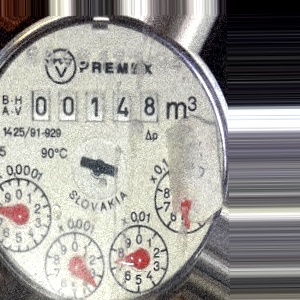 PREMEX
B-H
A-V
00148 m³
1425/91-929
Δp
90°C
SLOVAKIA
x0,0001
x0,001
x0,01
x0,1